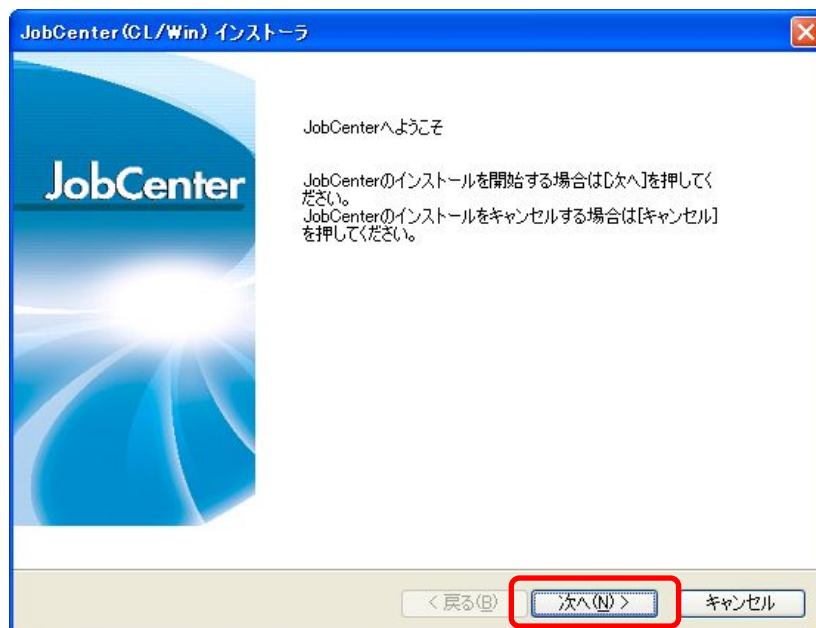 JobCenter(CL/Win) インストーラ
JobCenter
JobCenterへようこそ
JobCenterのインストールを開始する場合は[次へ]を押してく
ださい。
JobCenterのインストールをキャンセルする場合は[キャンセル]
を押してください。
< 戻る(B)
次へ(N) >
キャンセル